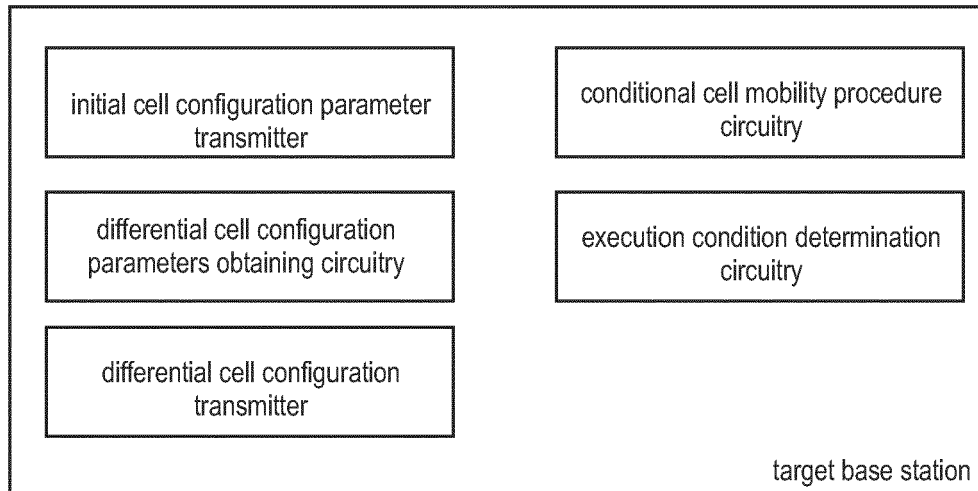 initial cell configuration parameter
transmitter
differential cell configuration
parameters obtaining circuitry
differential cell configuration
transmitter
conditional cell mobility procedure
circuitry
execution condition determination
circuitry
target base station